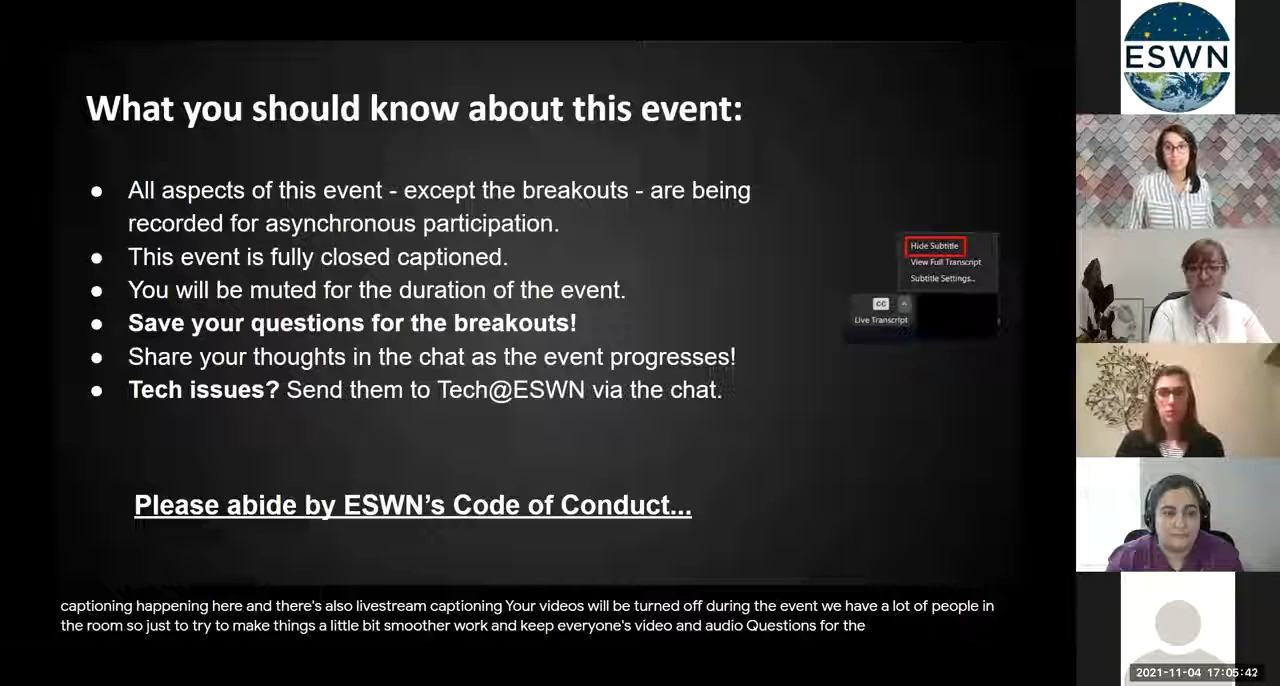 What you should know about this event:
● All aspects of this event - except the breakouts - are being
recorded for asynchronous participation.
● This event is fully closed captioned.
● You will be muted for the duration of the event.
● Save your questions for the breakouts!
● Share your thoughts in the chat as the event progresses!
● Tech issues? Send them to Tech@ESWN via the chat.
Please abide by ESWN’s Code of Conduct...
Hide Subtitle
View Full Transcript
Subtitle Settings...
CC
Live Transcript
captioning happening here and there's also livestream captioning Your videos will be turned off during the event we have a lot of people in
the room so just to try to make things a little bit smoother work and keep everyone's video and audio Questions for the
ESWN
2021-11-04 17:05:42